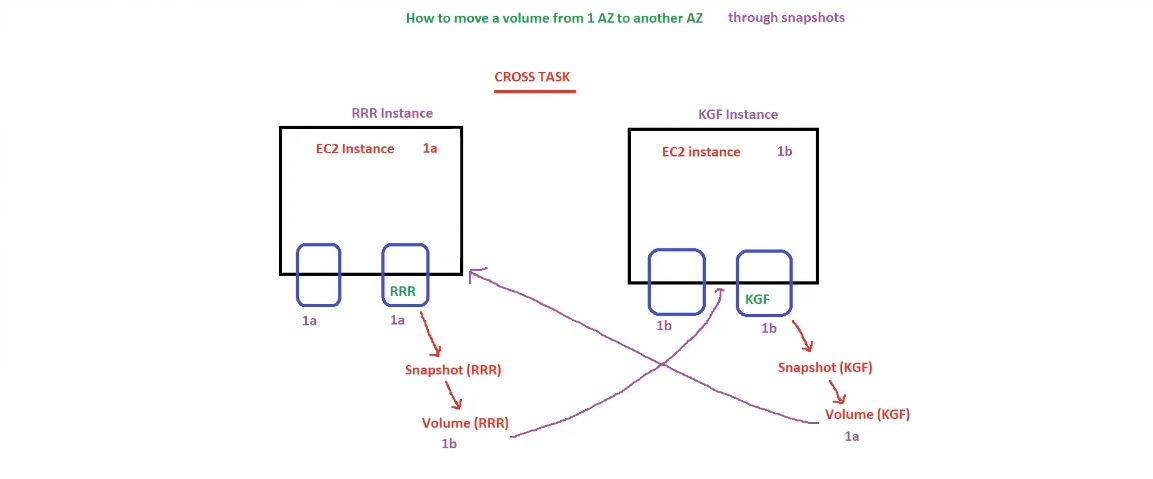 How to move a volume from 1 AZ to another AZ through snapshots
CROSS TASK
RRR Instance
KGF Instance
EC2 Instance 1a
EC2 instance 1b
RRR
KGF
1a
1a
1b
1b
Snapshot (RRR)
Snapshot (KGF)
Volume (RRR)
Volume (KGF)
1b
1a